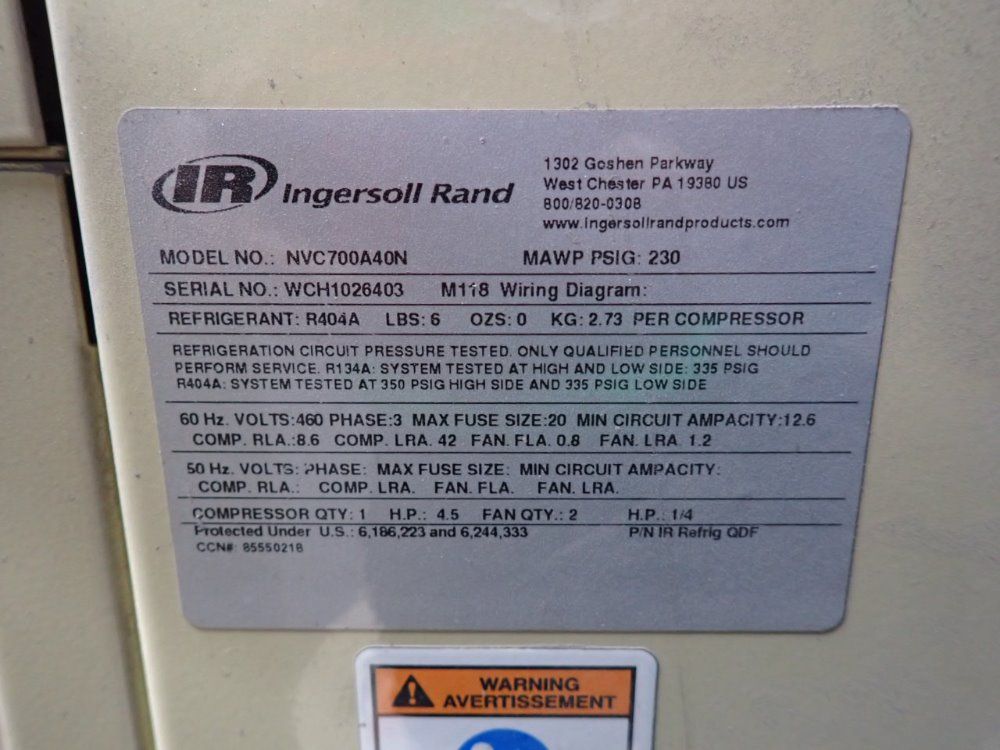 IR Ingersoll Rand
1302 Goshen Parkway
West Chester PA 19380 US
800/820-0308
www.ingersollrandproducts.com
MODEL NO.: NVC700A40N MAWP PSIG: 230
SERIAL NO.: WCH1026403 M118 Wiring Diagram:
REFRIGERANT: R404A LBS: 6 OZS: 0 KG: 2.73 PER COMPRESSOR
REFRIGERATION CIRCUIT PRESSURE TESTED. ONLY QUALIFIED PERSONNEL SHOULD
PERFORM SERVICE. R134A: SYSTEM TESTED AT HIGH AND LOW SIDE: 335 PSIG
R404A: SYSTEM TESTED AT 350 PSIG HIGH SIDE AND 335 PSIG LOW SIDE
60 Hz. VOLTS:460 PHASE:3 MAX FUSE SIZE:20 MIN CIRCUIT AMPACITY:12.6
COMP. RLA.:8.6 COMP. LRA. 42 FAN. FLA. 0.8 FAN. LRA. 1.2
50 Hz. VOLTS: PHASE: MAX FUSE SIZE: MIN CIRCUIT AMPACITY:
COMP. RLA.: COMP. LRA. FAN. FLA. FAN. LRA.
COMPRESSOR QTY: 1 H.P.: 4.5 FAN QTY.: 2 H.P.: 1/4
Protected Under U.S.: 6,186,223 and 6,244,333 P/N IR Refrig QDF
CCN#: 85550218
WARNING
AVERTISSEMENT